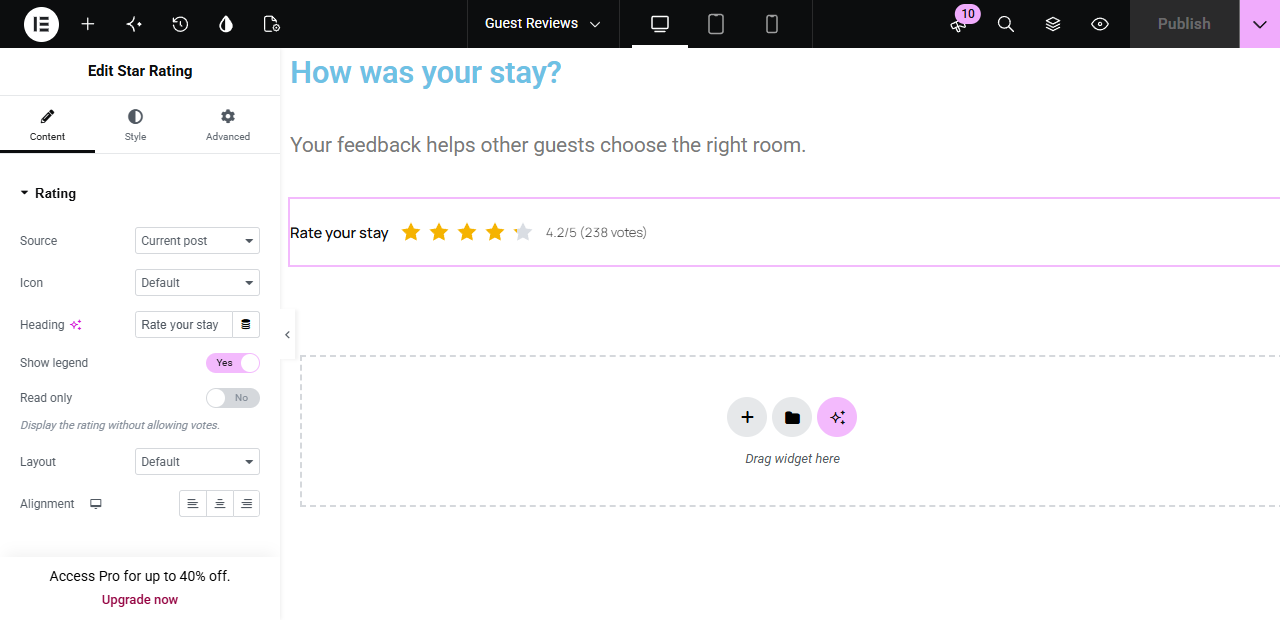 Guest Reviews
10
Publish
Edit Star Rating
Content
Style
Advanced
Rating
Source
Current post
Icon
Default
Heading
Rate your stay
Show legend
Yes
Read only
No
Display the rating without allowing votes.
Layout
Default
Alignment
Access Pro for up to 40% off.
Upgrade now
How was your stay?
Your feedback helps other guests choose the right room.
Rate your stay
4.2/5 (238 votes)
Drag widget here